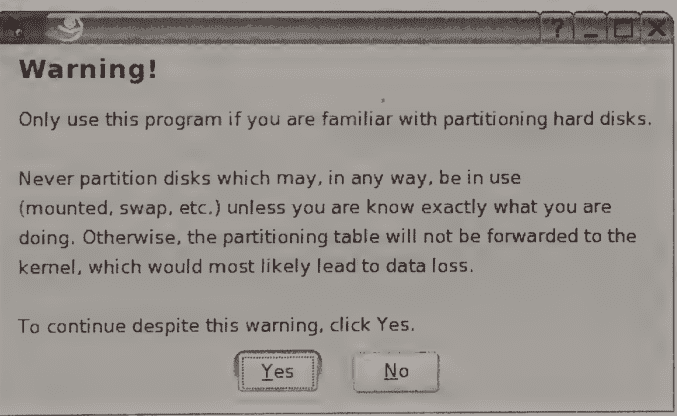 Warning!
Only use this program if you are familiar with partitioning hard disks.
Never partition disks which may, in any way, be in use
(mounted, swap, etc.) unless you are know exactly what you are
doing. Otherwise, the partitioning table will not be forwarded to the
kernel, which would most likely lead to data loss.
To continue despite this warning, click Yes.
Yes No